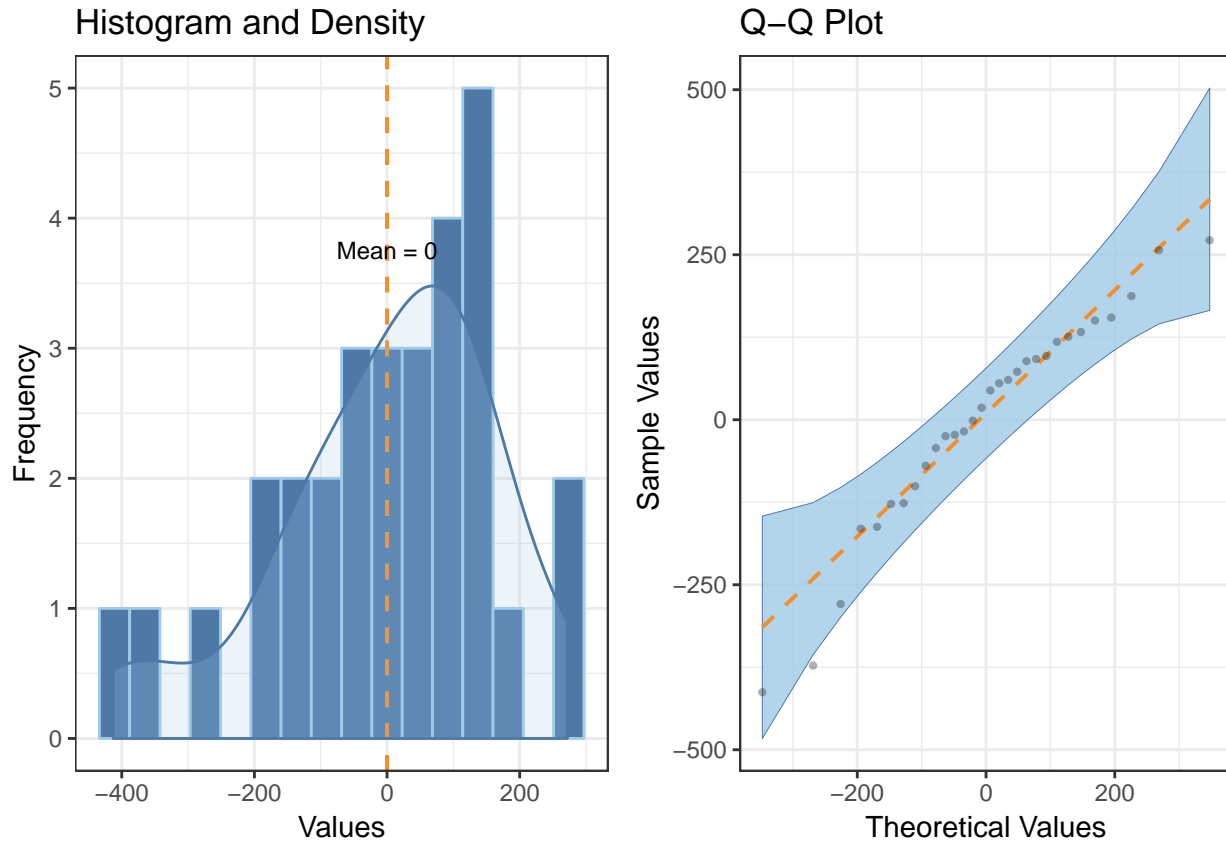 Histogram and Density
5
4
3
2
1
0
Frequency
Mean = 0
−400
−200
0
200
Values
Q−Q Plot
500
250
0
−250
−500
Sample Values
−200
0
200
Theoretical Values